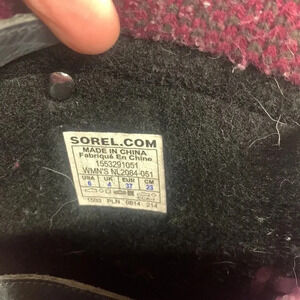 SOREL.COM
MADE IN CHINA
Fabriqué En Chine
1553291051
WMN'S NL2084-051
USA UK EUR CM
6 4 37 23
1553 PLN 0814 214